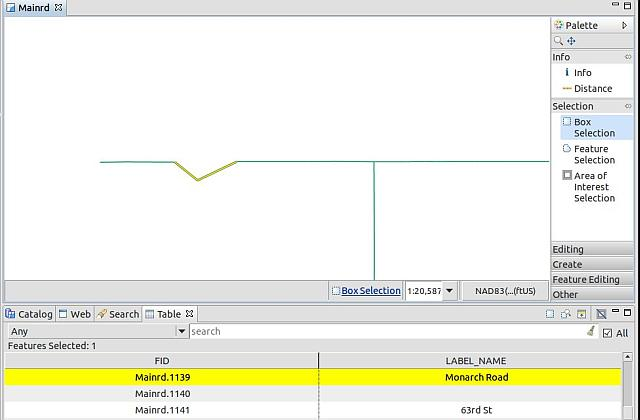 Mainrd
Palette
Info
Info
Distance
Selection
Box
Selection
Feature
Selection
Area of
Interest
Selection
Editing
Create
Feature Editing
Other
Box Selection 1:20,587 NAD83(...(ftUS)
Catalog Web Search Table
Any search All
Features Selected: 1
FID LABEL_NAME
Mainrd.1139 Monarch Road
Mainrd.1140
Mainrd.1141 63rd St